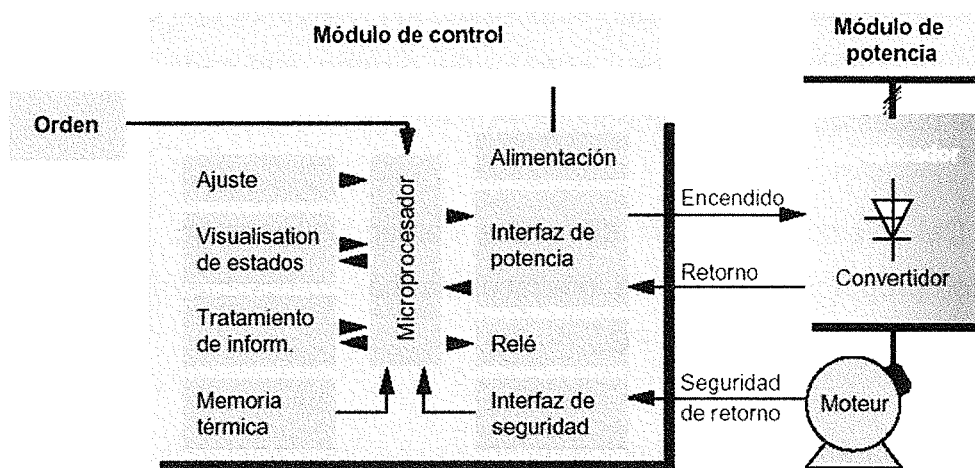 Módulo de control
Módulo de
potencia
Orden
Alimentación
Ajuste
Microprocesador
Encendido
Visualisation
de estados
Interfaz de
potencia
Retorno
Convertidor
Tratamiento
de inform.
Relé
Memoria
térmica
Interfaz de
seguridad
Seguridad
de retorno
Moteur